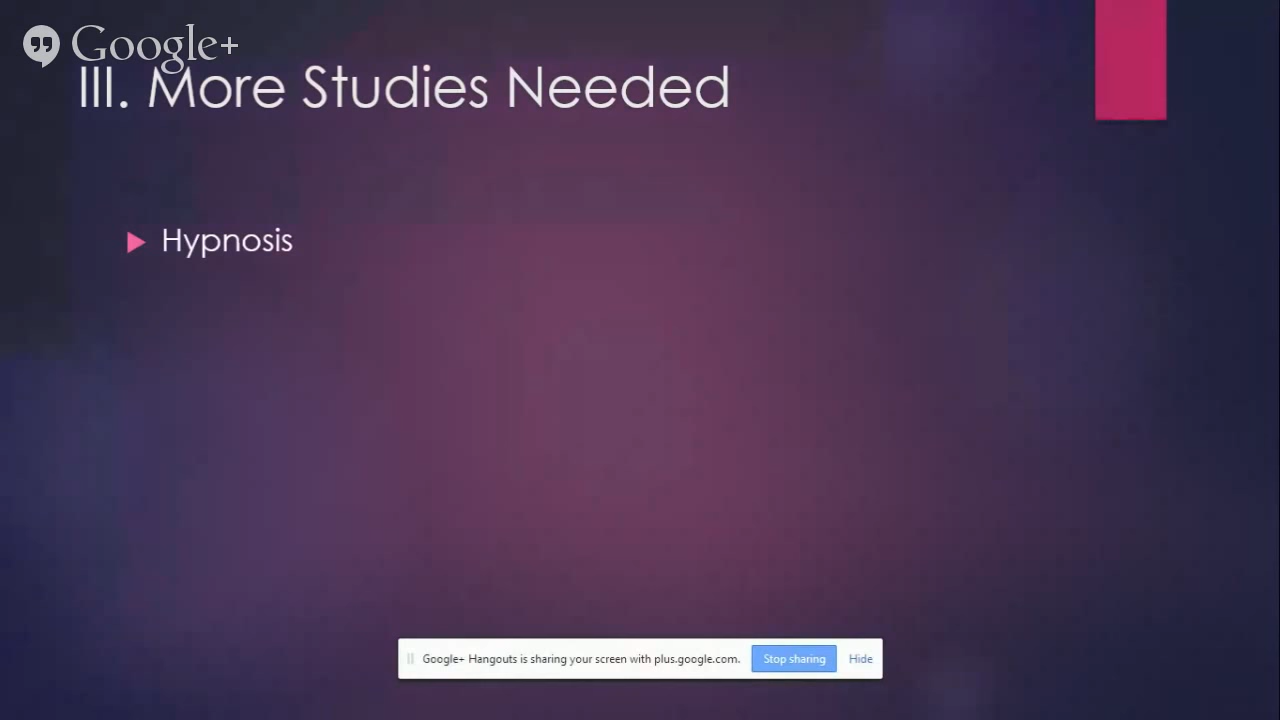 Google+
III. More Studies Needed
Hypnosis
Google+ Hangouts is sharing your screen with plus.google.com. Stop sharing Hide